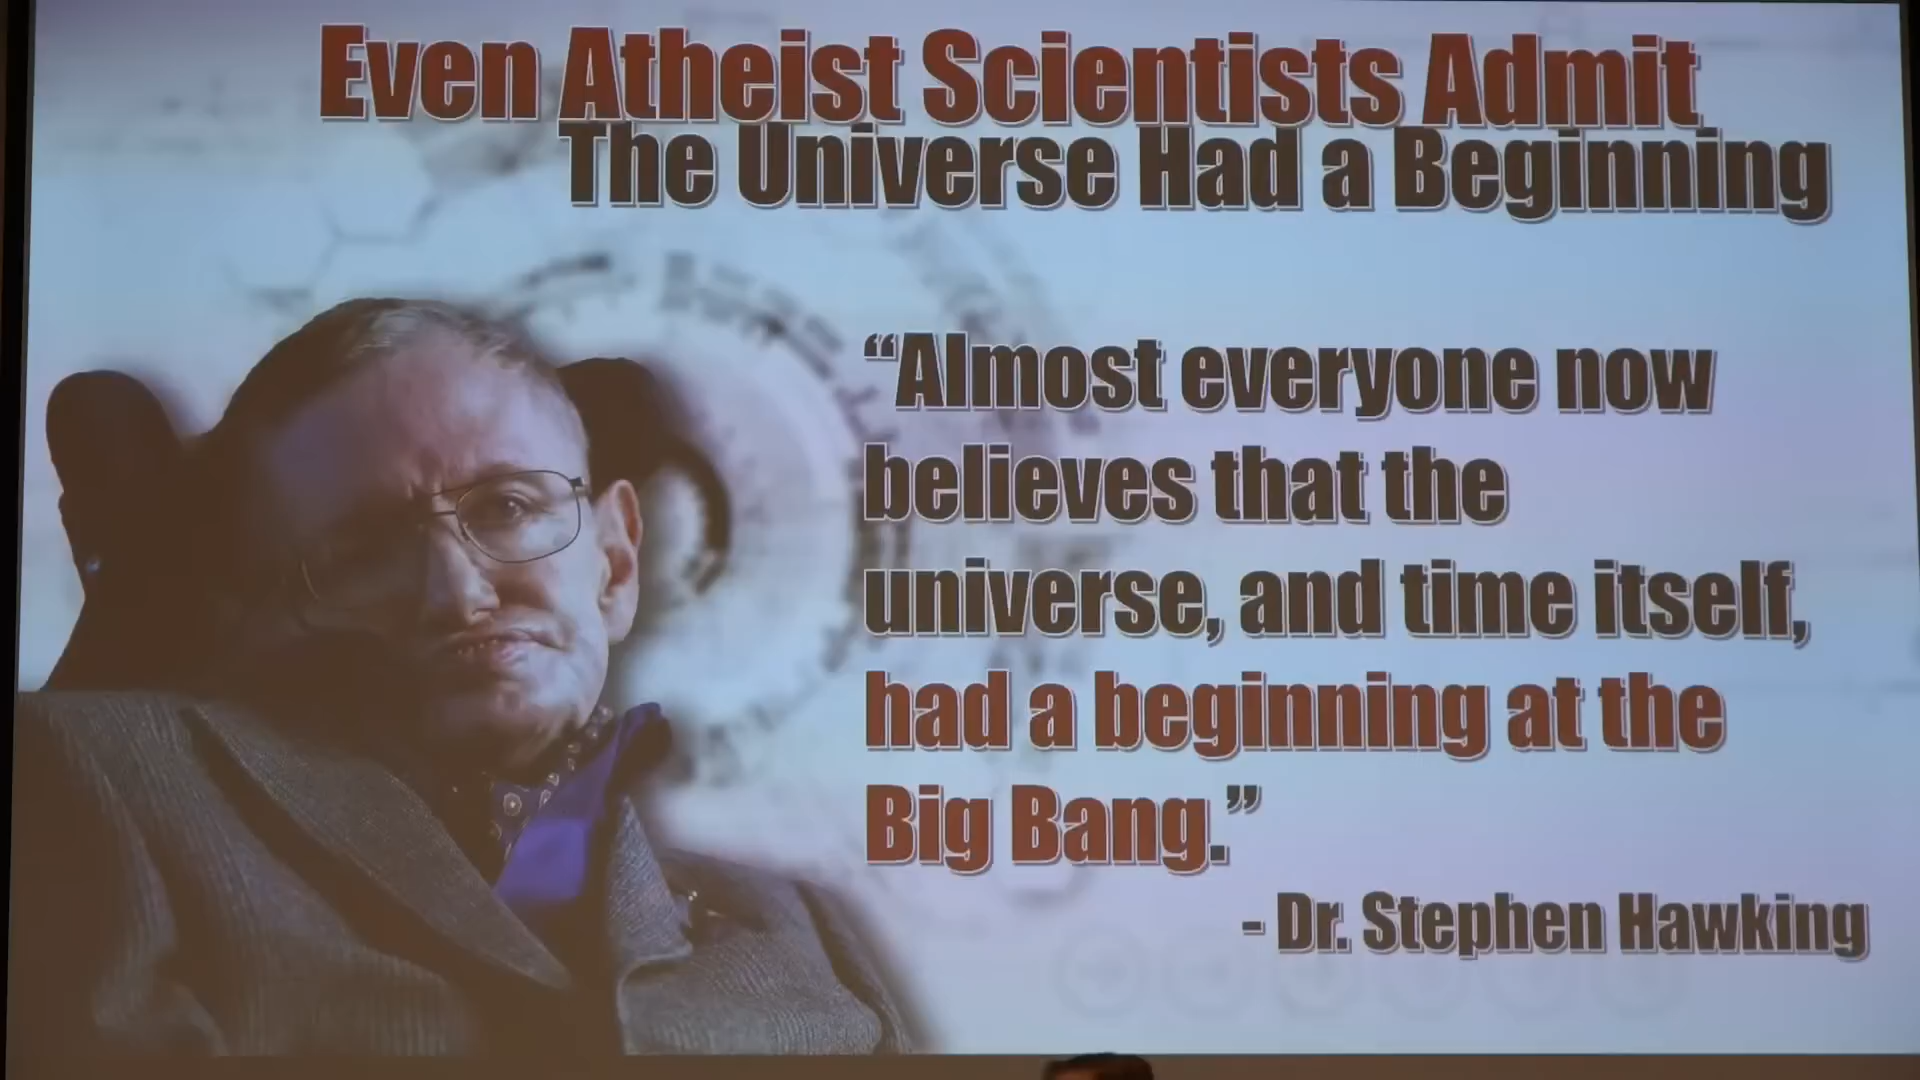 Even Atheist Scientists Admit
The Universe Had a Beginning
“Almost everyone now
believes that the
universe, and time itself,
had a beginning at the
Big Bang.”
- Dr. Stephen Hawking